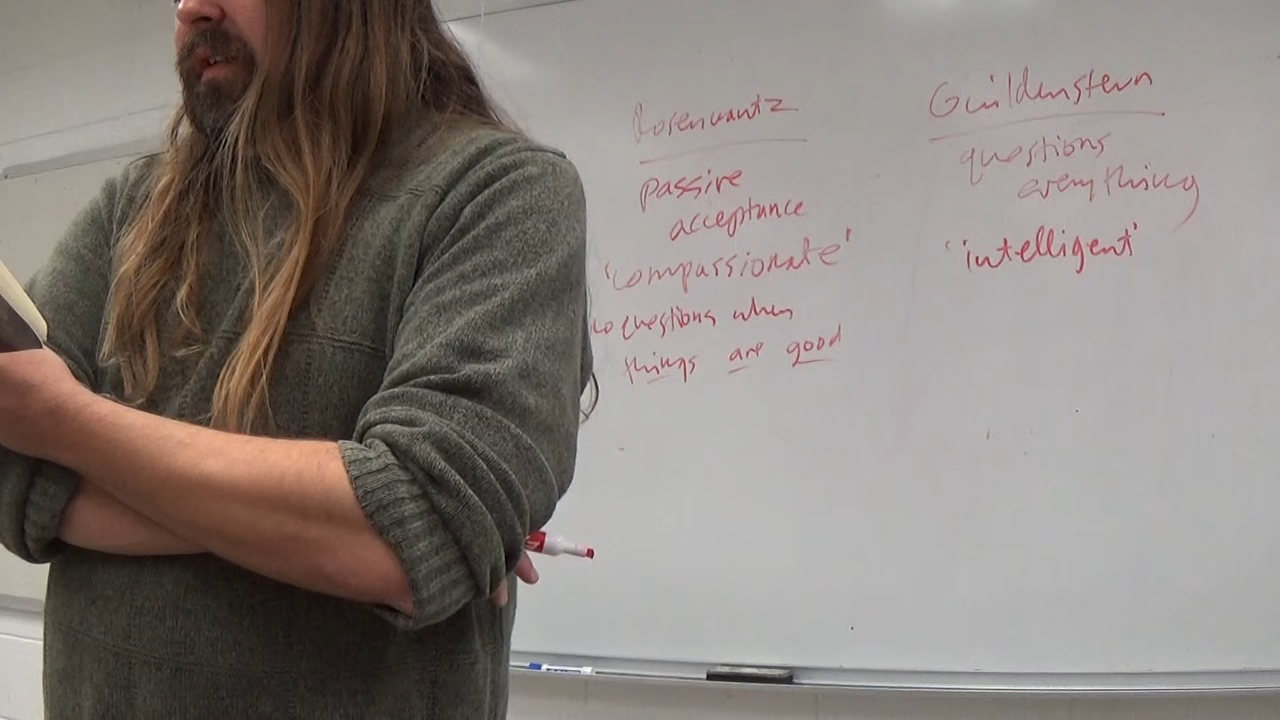 Rosencrantz
passive
acceptance
'compassionate'
no questions when
things are good
Guildenstern
questions
everything
'intelligent'